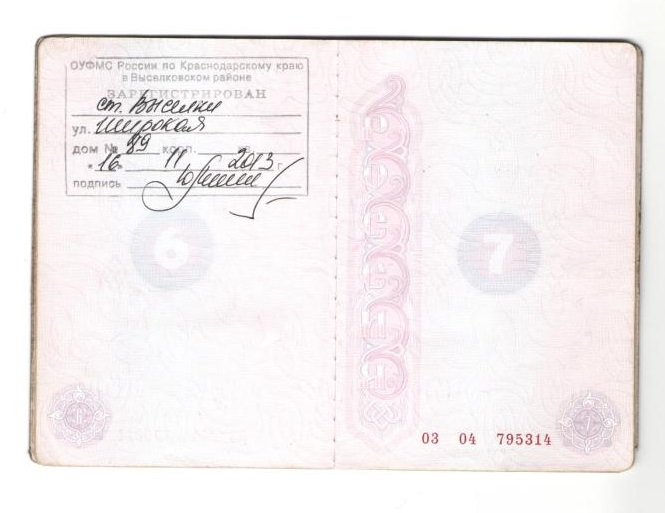 ОУФМС России по Краснодарскому краю
в Выселковском районе
ЗАРЕГИСТРИРОВАН
ст. Выселки
ул. Широкая
дом № 89 корп. кв.
"16" 11 2013 г.
подпись
6
7
03 04 795314